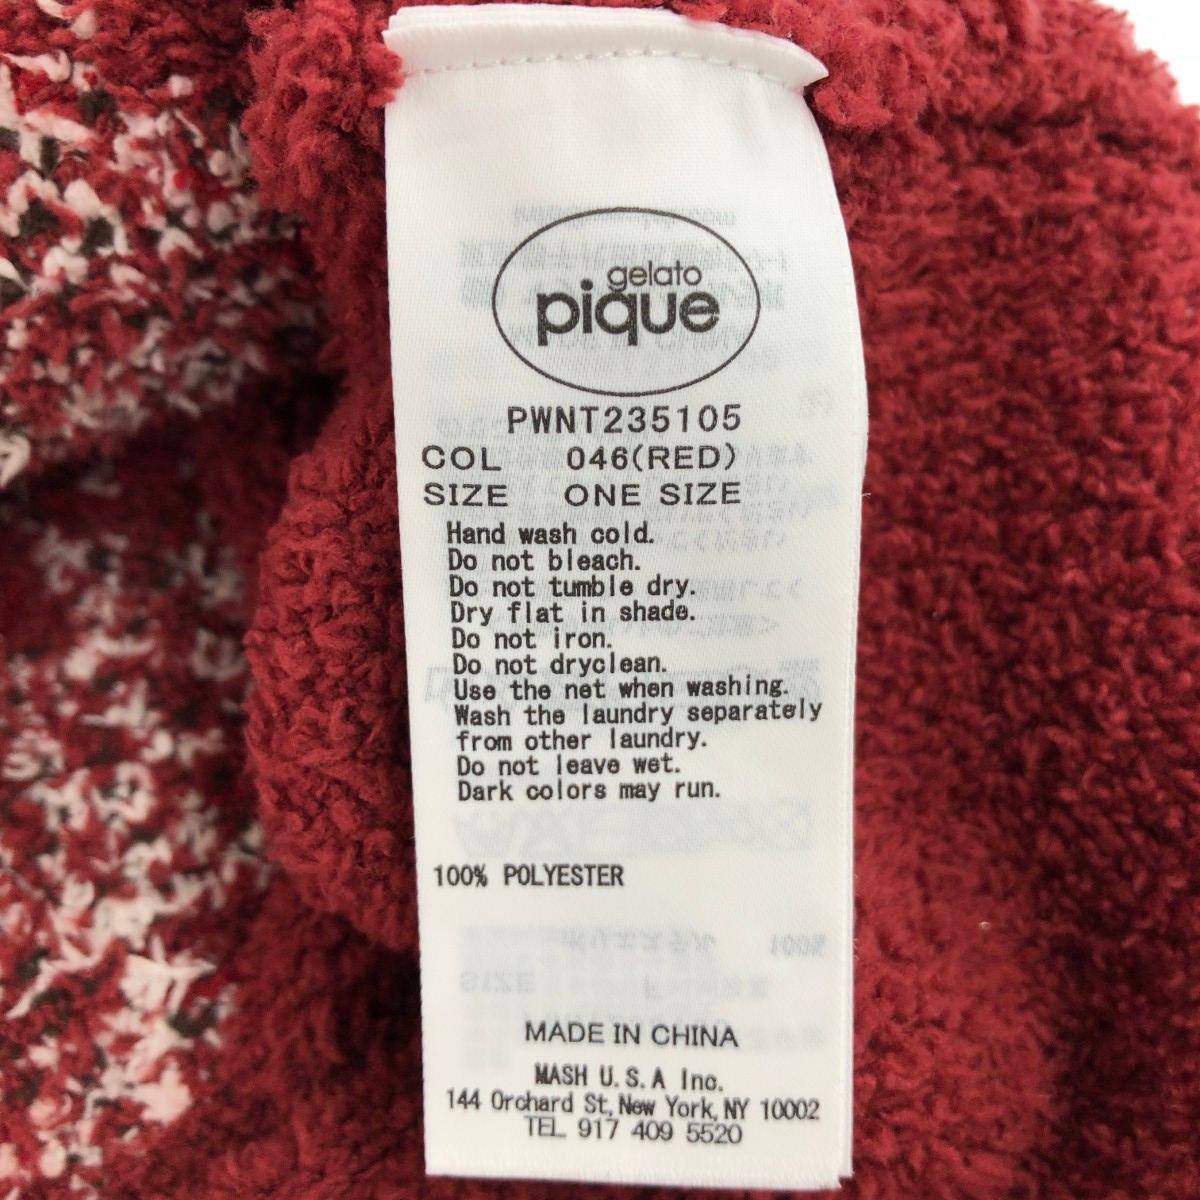 gelato
pique
PWNT235105
COL 046(RED)
SIZE ONE SIZE
Hand wash cold.
Do not bleach.
Do not tumble dry.
Dry flat in shade.
Do not iron.
Do not dryclean.
Use the net when washing.
Wash the laundry separately
from other laundry.
Do not leave wet.
Dark colors may run.
100% POLYESTER
MADE IN CHINA
MASH U.S.A Inc.
144 Orchard St, New York, NY 10002
TEL 917 409 5520